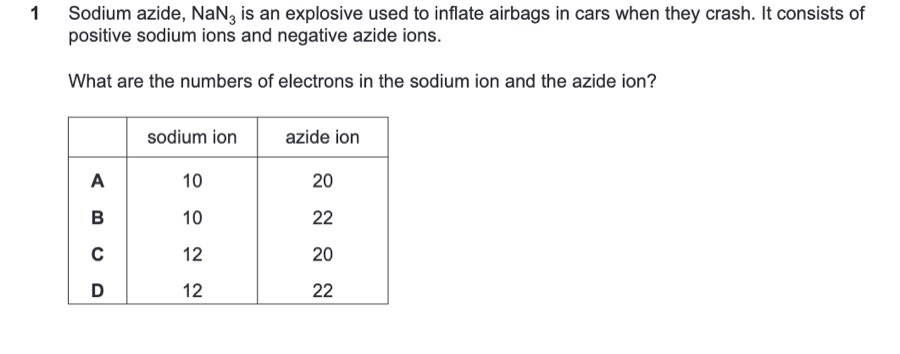 1 Sodium azide, NaN₃ is an explosive used to inflate airbags in cars when they crash. It consists of
positive sodium ions and negative azide ions.
What are the numbers of electrons in the sodium ion and the azide ion?
sodium ion azide ion
A 10 20
B 10 22
C 12 20
D 12 22